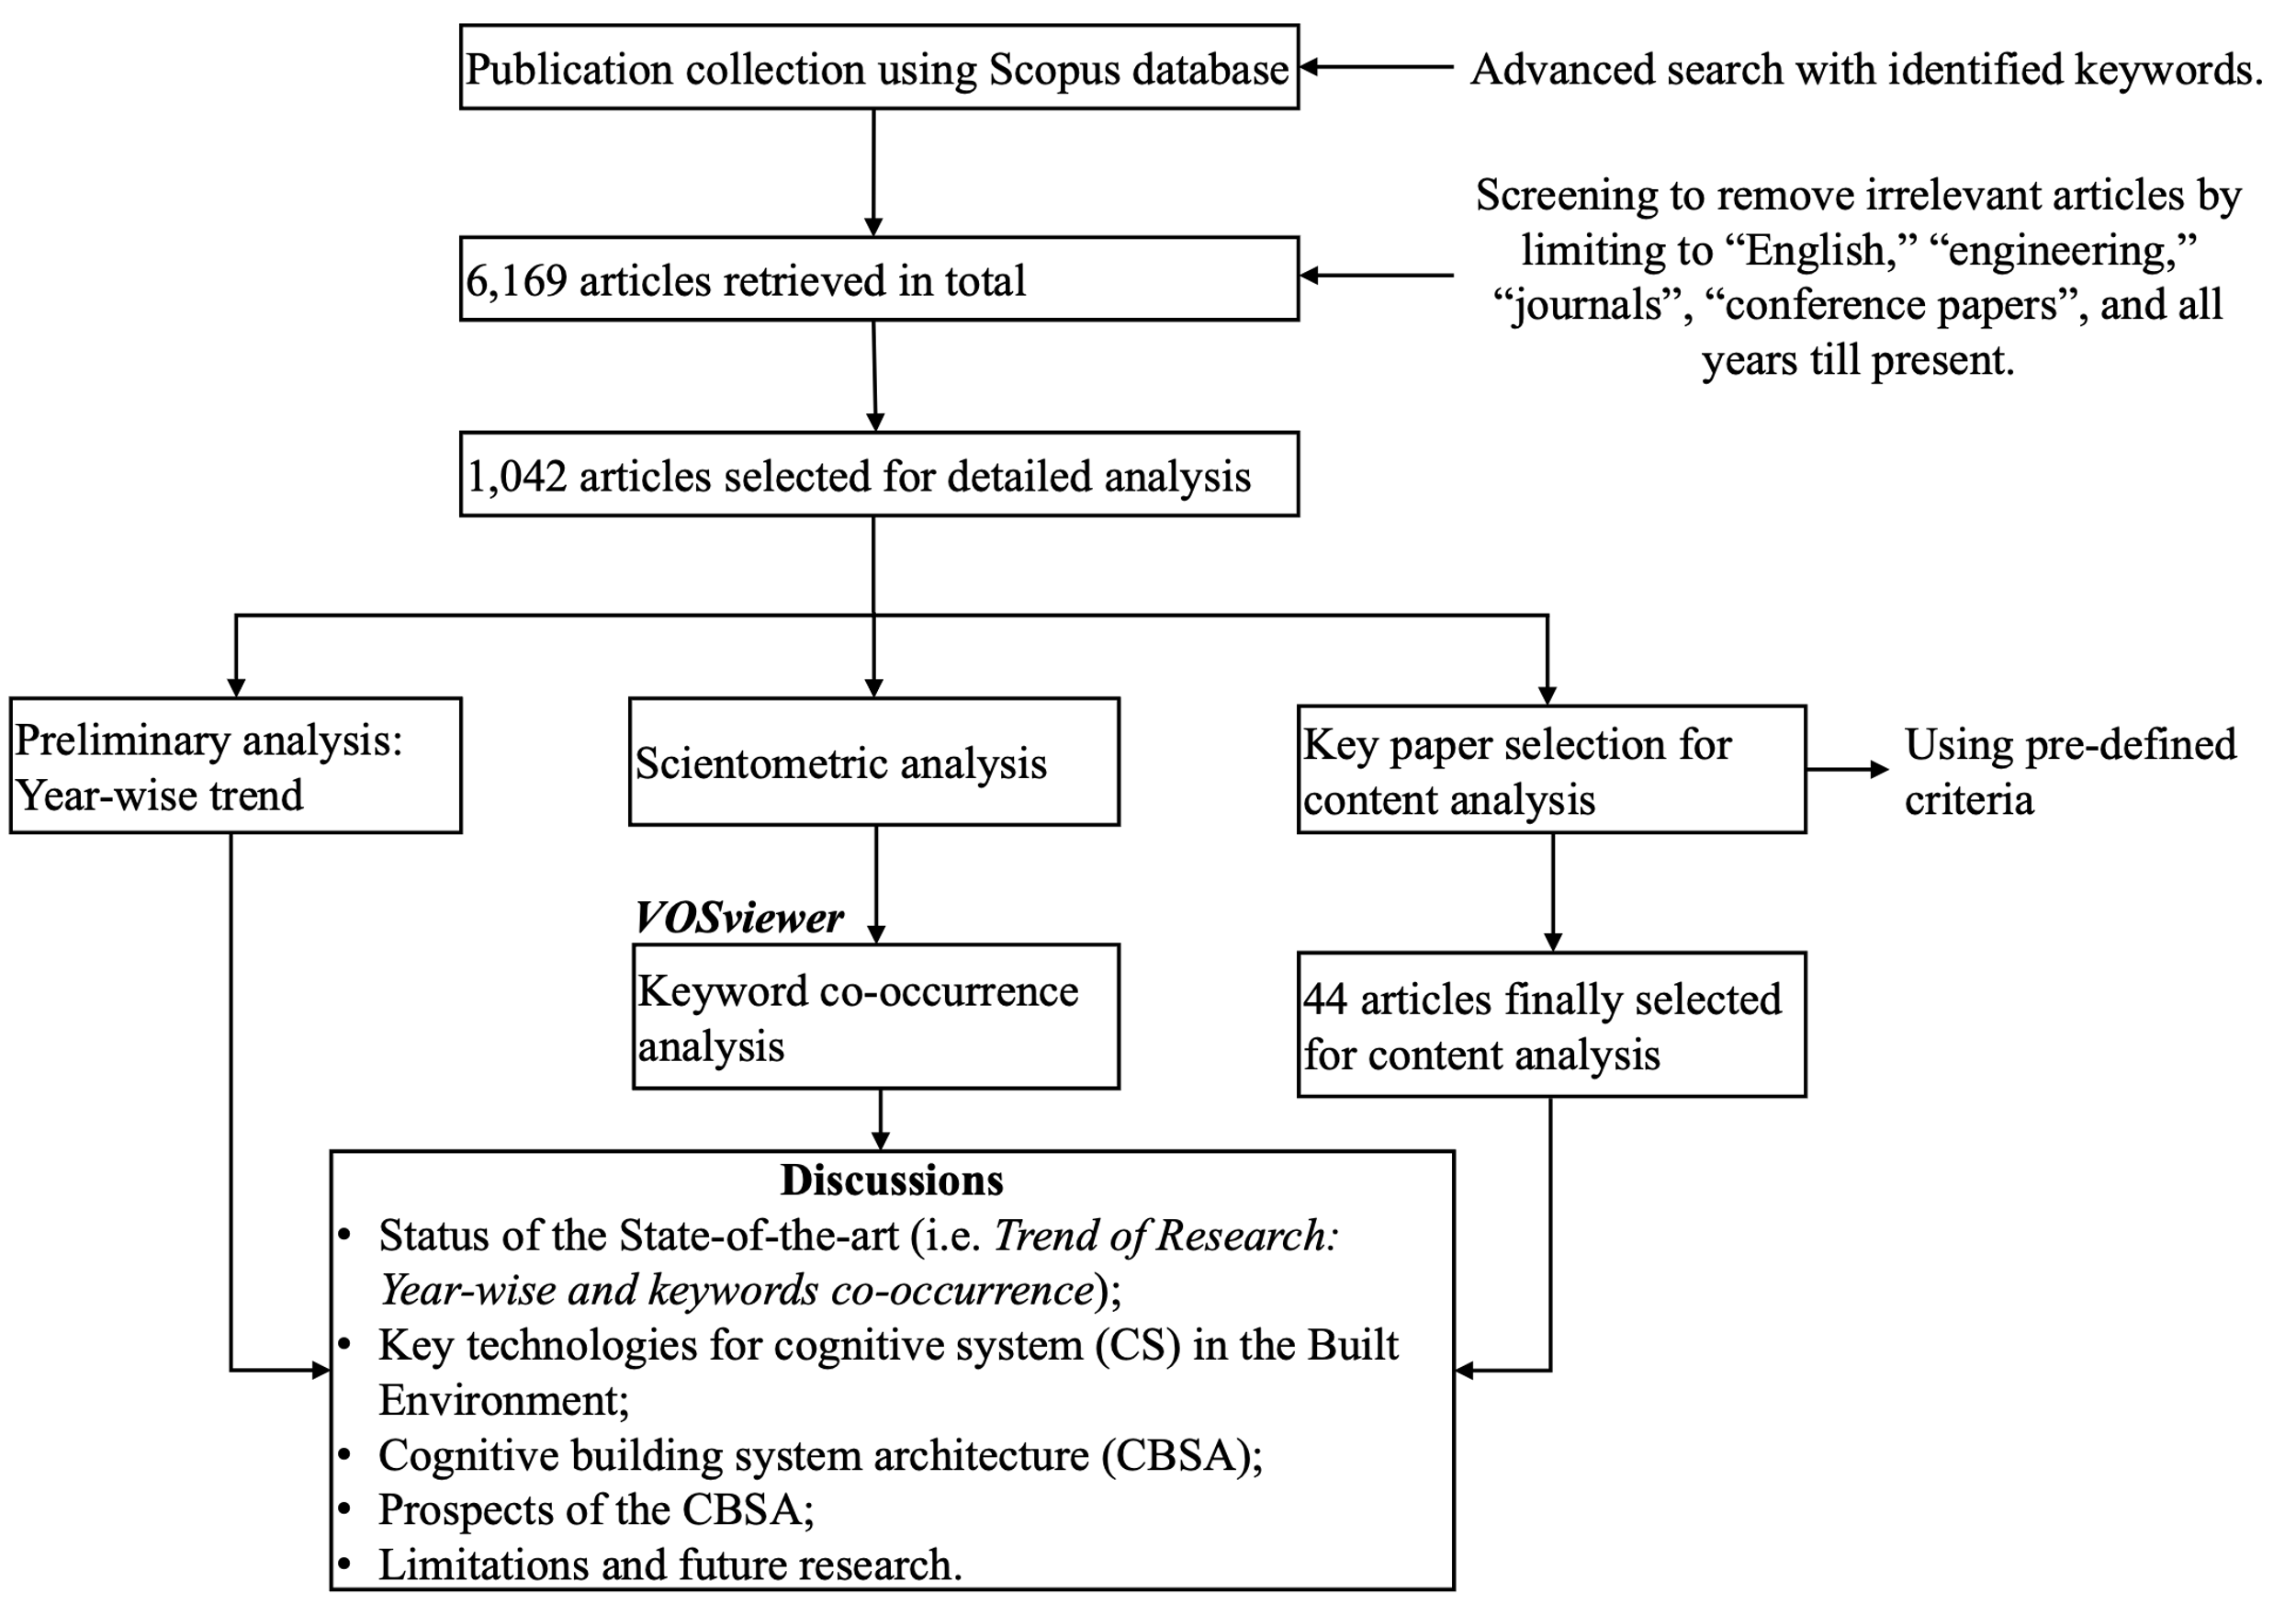 Publication collection using Scopus database
Advanced search with identified keywords.
Screening to remove irrelevant articles by
limiting to “English,” “engineering,”
“journals”, “conference papers”, and all
years till present.
6,169 articles retrieved in total
1,042 articles selected for detailed analysis
Preliminary analysis:
Year-wise trend
Scientometric analysis
Key paper selection for
content analysis
Using pre-defined
criteria
VOSviewer
Keyword co-occurrence
analysis
44 articles finally selected
for content analysis
Discussions
• Status of the State-of-the-art (i.e. Trend of Research:
Year-wise and keywords co-occurrence);
• Key technologies for cognitive system (CS) in the Built
Environment;
• Cognitive building system architecture (CBSA);
• Prospects of the CBSA;
• Limitations and future research.